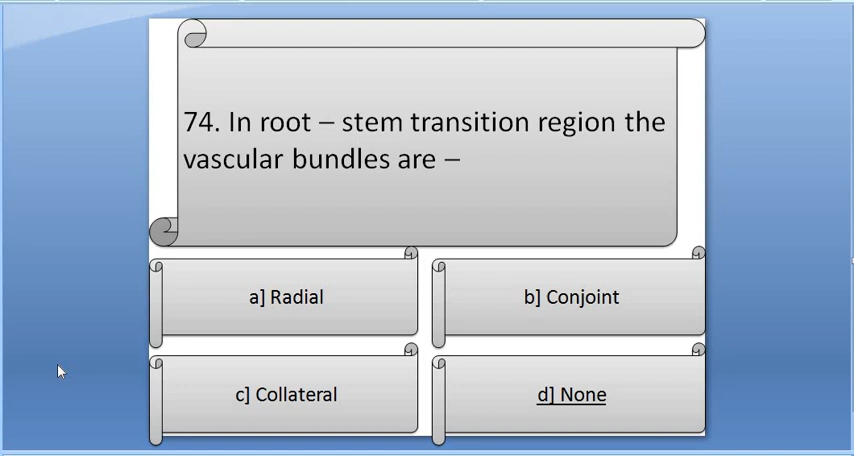 74. In root – stem transition region the
vascular bundles are –
a] Radial
b] Conjoint
c] Collateral
d] None